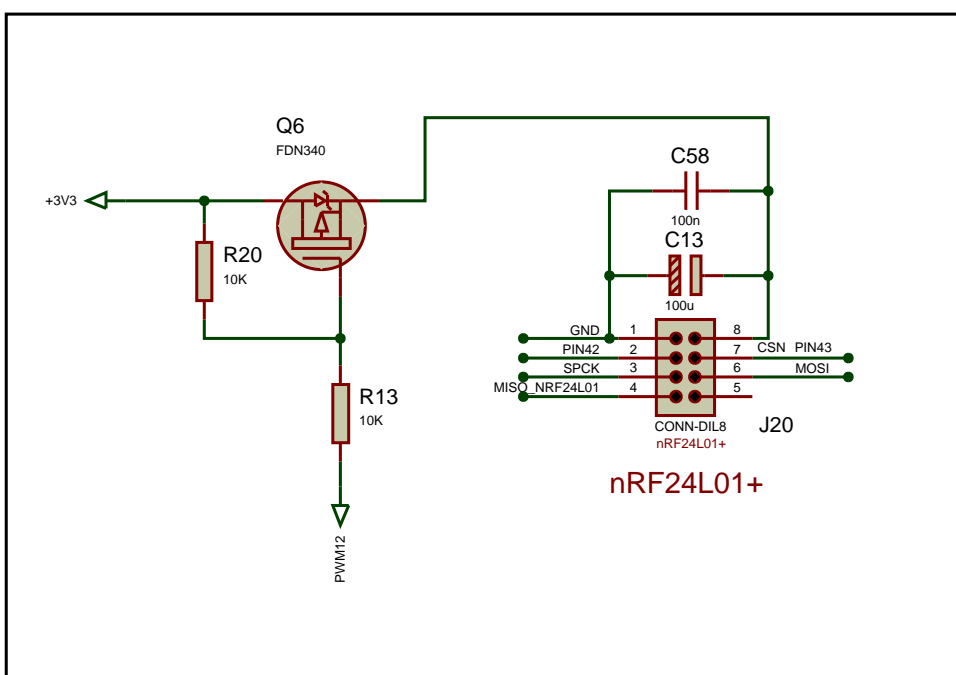 Q6
FDN340
+3V3
R20
10K
R13
10K
PWM12
C58
100n
C13
100u
GND 1 8
PIN42 2 7 CSN PIN43
SPCK 3 6 MOSI
MISO_NRF24L01 4 5
CONN-DIL8 J20
nRF24L01+
nRF24L01+